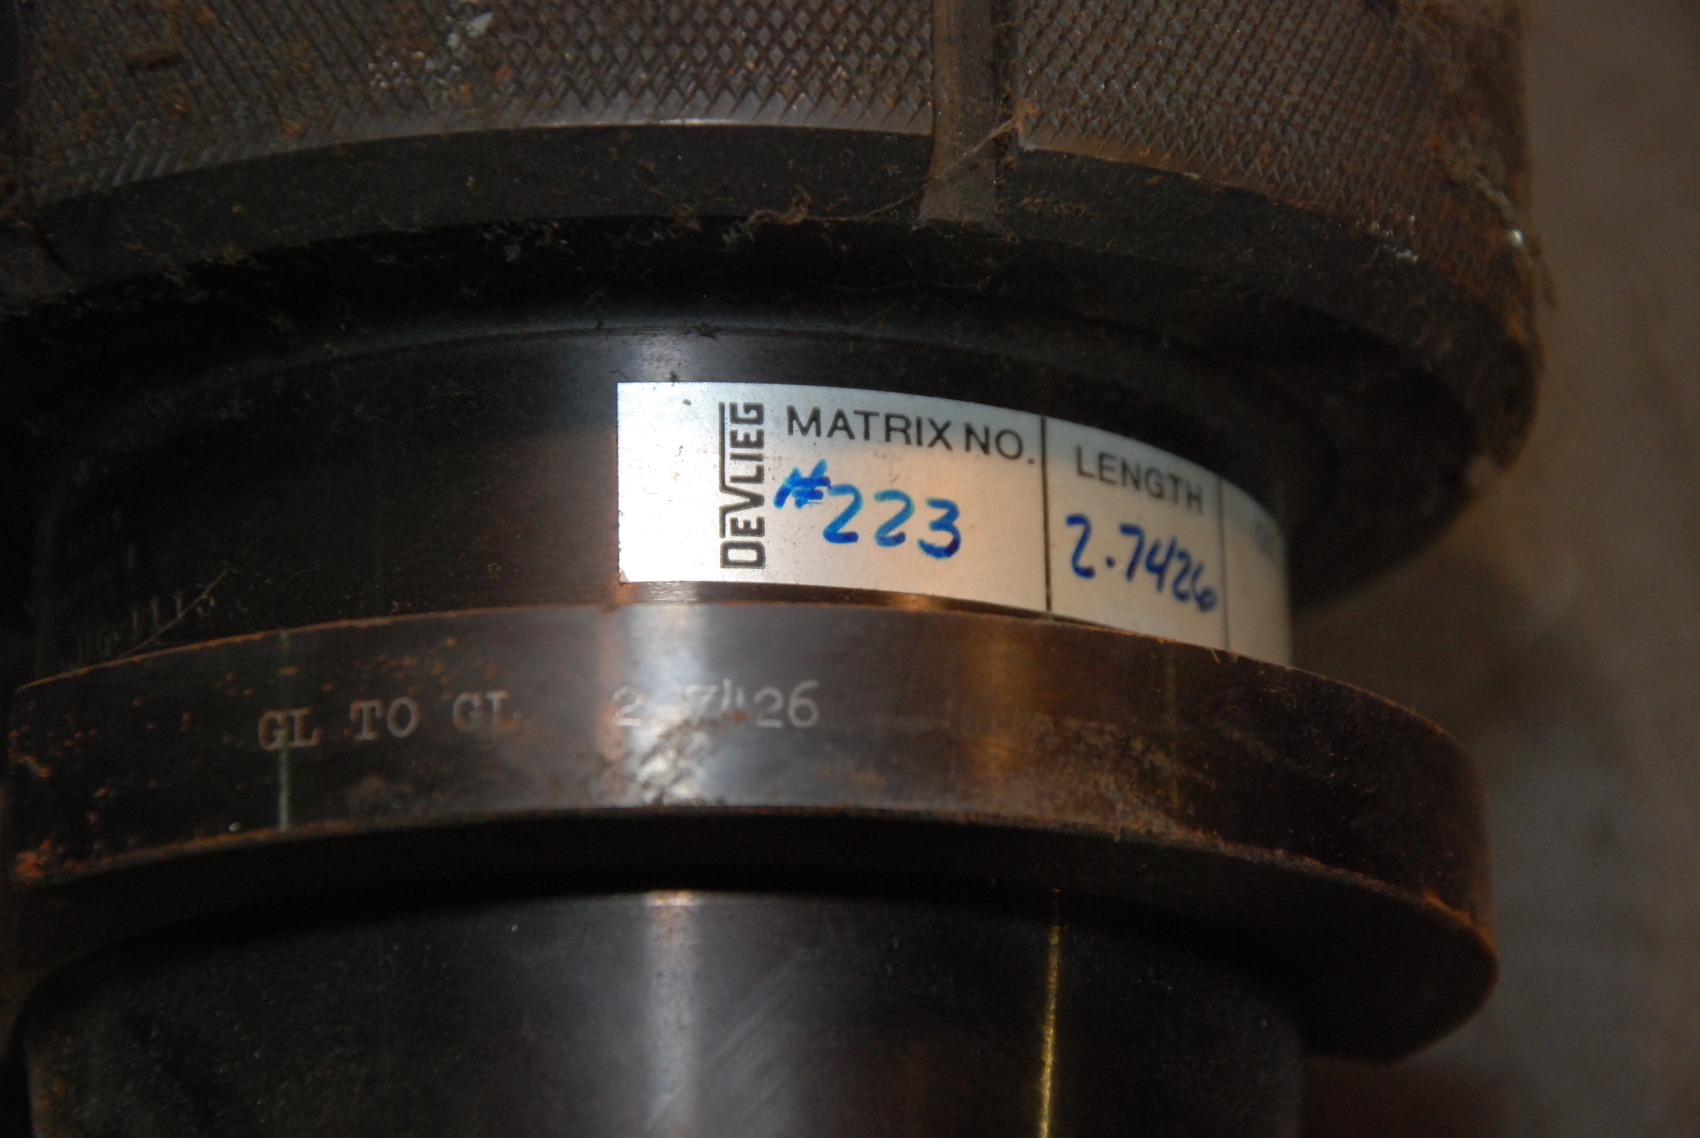 DEVLIEG
MATRIX NO. LENGTH
#223 2.7426
GL TO GL 2.7426